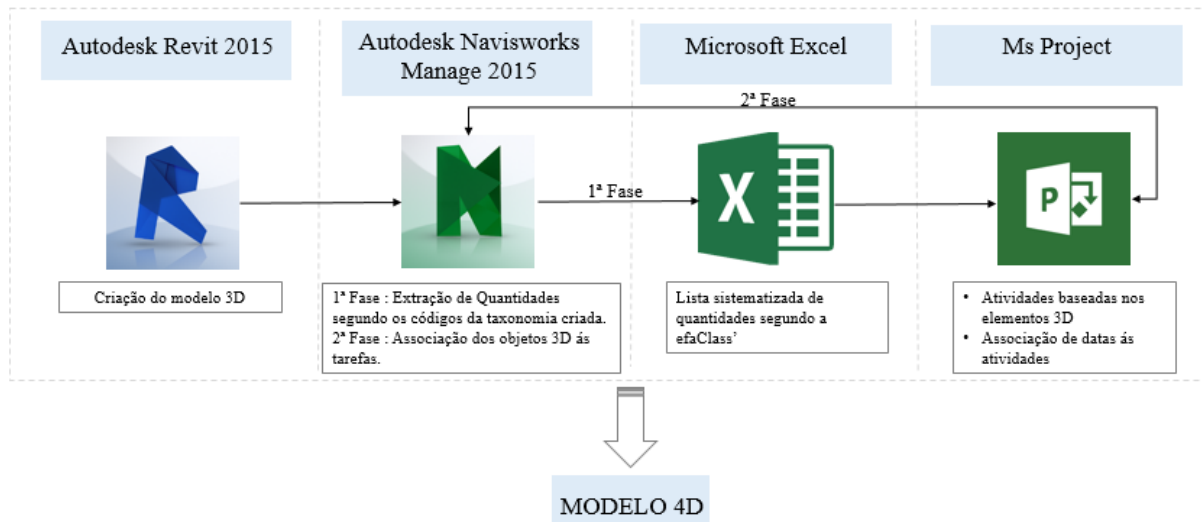 Autodesk Revit 2015
Autodesk Navisworks
Manage 2015
Microsoft Excel
Ms Project
2ª Fase
1ª Fase
X
P
Criação do modelo 3D
1ª Fase : Extração de Quantidades
segundo os códigos da taxonomia criada.
2ª Fase : Associação dos objetos 3D ás
tarefas.
Lista sistematizada de
quantidades segundo a
efaClass’
• Atividades baseadas nos
elementos 3D
• Associação de datas ás
atividades
MODELO 4D